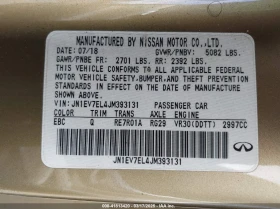 MANUFACTURED BY NISSAN MOTOR CO.,LTD.
DATE: 07/18 GVWR/PNBV: 5082 LBS.
GAWR/PNBE FR: 2701 LBS. RR: 2392 LBS.
THIS VEHICLE CONFORMS TO ALL APPLICABLE
FEDERAL MOTOR VEHICLE SAFETY, BUMPER, AND THEFT
PREVENTION STANDARDS IN EFFECT ON THE
DATE OF MANUFACTURE SHOWN ABOVE.
VIN: JN1EV7EL4JM393131 PASSENGER CAR
COLOR TRIM TRANS AXLE ENGINE
EBC Q RE7R01A RG29 VR30(DDTT) 2997CC
JN1EV7EL4JM393131
INFINITI